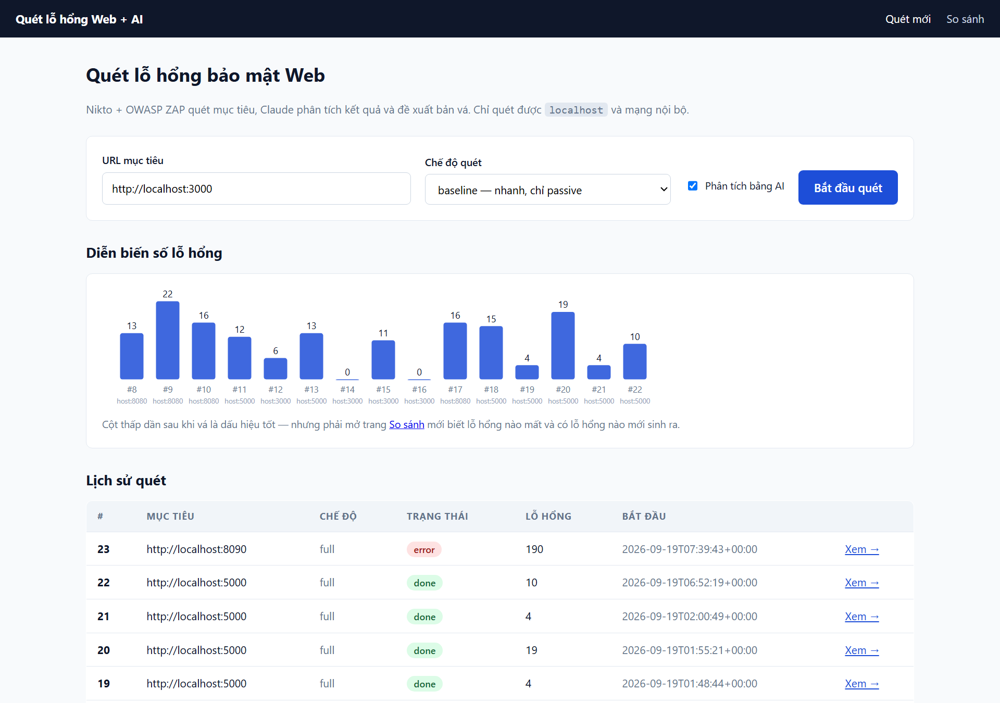 Quét lỗ hổng Web + AI
Quét mới
So sánh
Quét lỗ hổng bảo mật Web
Nikto + OWASP ZAP quét mục tiêu, Claude phân tích kết quả và đề xuất bản vá. Chỉ quét được localhost và mạng nội bộ.
URL mục tiêu
Chế độ quét
http://localhost:3000
baseline — nhanh, chỉ passive
Phân tích bằng AI
Bắt đầu quét
Diễn biến số lỗ hổng
13 22 16 12 6 13 0 11 0 16 15 4 19 4 10
#8 #9 #10 #11 #12 #13 #14 #15 #16 #17 #18 #19 #20 #21 #22
host:8080 host:8080 host:8080 host:5000 host:3000 host:5000 host:3000 host:3000 host:3000 host:8080 host:5000 host:5000 host:5000 host:5000 host:5000
Cột thấp dần sau khi vá là dấu hiệu tốt — nhưng phải mở trang So sánh mới biết lỗ hổng nào mất và có lỗ hổng nào mới sinh ra.
Lịch sử quét
# MỤC TIÊU CHẾ ĐỘ TRẠNG THÁI LỖ HỔNG BẮT ĐẦU
23 http://localhost:8090 full error 190 2026-09-19T07:39:43+00:00 Xem →
22 http://localhost:5000 full done 10 2026-09-19T06:52:19+00:00 Xem →
21 http://localhost:5000 full done 4 2026-09-19T02:00:49+00:00 Xem →
20 http://localhost:5000 full done 19 2026-09-19T01:55:21+00:00 Xem →
19 http://localhost:5000 full done 4 2026-09-19T01:48:44+00:00 Xem →